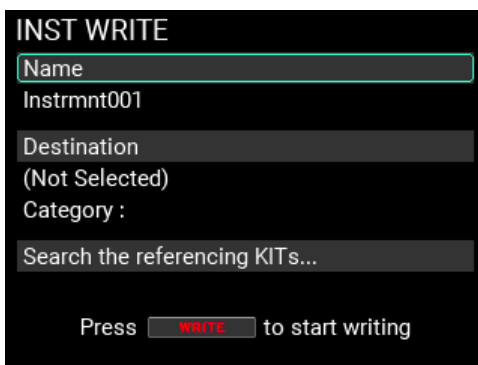 INST WRITE
Name
Instrmnt001
Destination
(Not Selected)
Category :
Search the referencing KITs...
Press WRITE to start writing